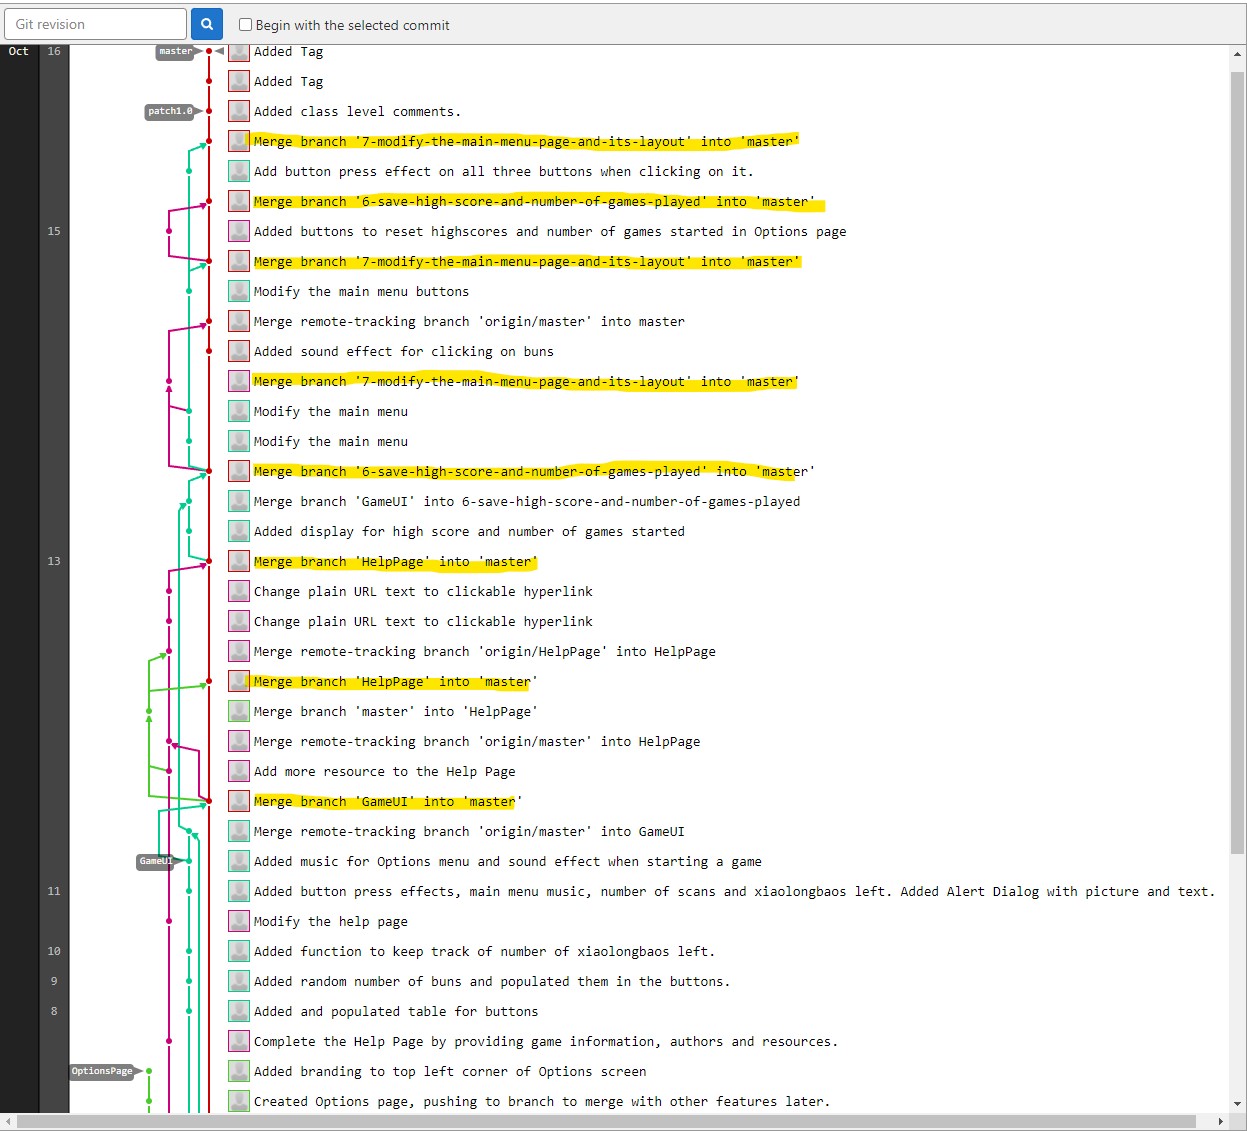 Git revision
Begin with the selected commit
Oct 16 master Added Tag
Added Tag
patch1.0 Added class level comments.
Merge branch '7-modify-the-main-menu-page-and-its-layout' into 'master'
Add button press effect on all three buttons when clicking on it.
Merge branch '6-save-high-score-and-number-of-games-played' into 'master'
15 Added buttons to reset highscores and number of games started in Options page
Merge branch '7-modify-the-main-menu-page-and-its-layout' into 'master'
Modify the main menu buttons
Merge remote-tracking branch 'origin/master' into master
Added sound effect for clicking on buns
Merge branch '7-modify-the-main-menu-page-and-its-layout' into 'master'
Modify the main menu
Modify the main menu
Merge branch '6-save-high-score-and-number-of-games-played' into 'master'
Merge branch 'GameUI' into 6-save-high-score-and-number-of-games-played
Added display for high score and number of games started
13 Merge branch 'HelpPage' into 'master'
Change plain URL text to clickable hyperlink
Change plain URL text to clickable hyperlink
Merge remote-tracking branch 'origin/HelpPage' into HelpPage
Merge branch 'HelpPage' into 'master'
Merge branch 'master' into 'HelpPage'
Merge remote-tracking branch 'origin/master' into HelpPage
Add more resource to the Help Page
Merge branch 'GameUI' into 'master'
Merge remote-tracking branch 'origin/master' into GameUI
GameUI Added music for Options menu and sound effect when starting a game
11 Added button press effects, main menu music, number of scans and xiaolongbaos left. Added Alert Dialog with picture and text.
Modify the help page
10 Added function to keep track of number of xiaolongbaos left.
9 Added random number of buns and populated them in the buttons.
8 Added and populated table for buttons
Complete the Help Page by providing game information, authors and resources.
OptionsPage Added branding to top left corner of Options screen
Created Options page, pushing to branch to merge with other features later.